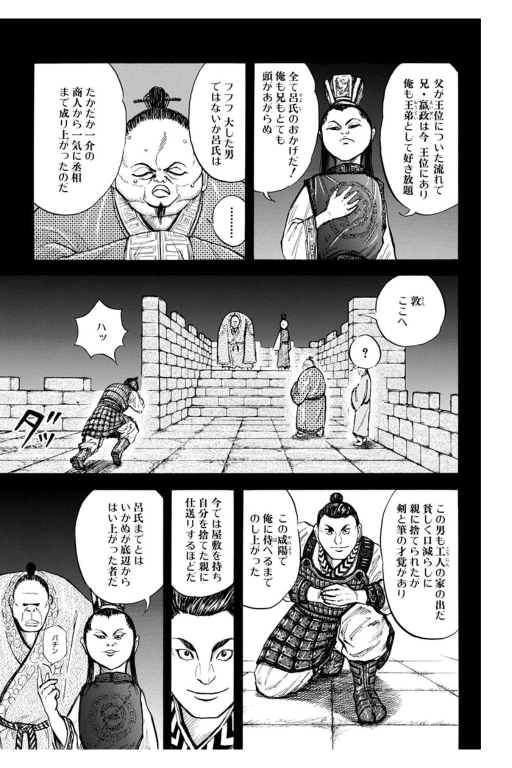 父が王位についた流れで
兄・嬴政は今 王位にあり
俺も王弟として好き放題
全て呂氏のおかげだ!
俺も兄もとても
頭があがらぬ
フフフ 大した男
ではないか呂氏は
たかだか一介の
商人から一気に丞相
まで成り上がったのだ
………
敦
ここへ
?
ハッ
ダッ
この男も工人の家の出た
貧しく口減らしに
親に捨てられたが
剣と筆の才覚があり
この咸陽で
俺に侍べるまで
のし上がった
今では屋敷を持ち
自分を捨てた親に
仕送りするほどだ
呂氏までとは
いかぬが底辺から
はい上がった者だ
パチン